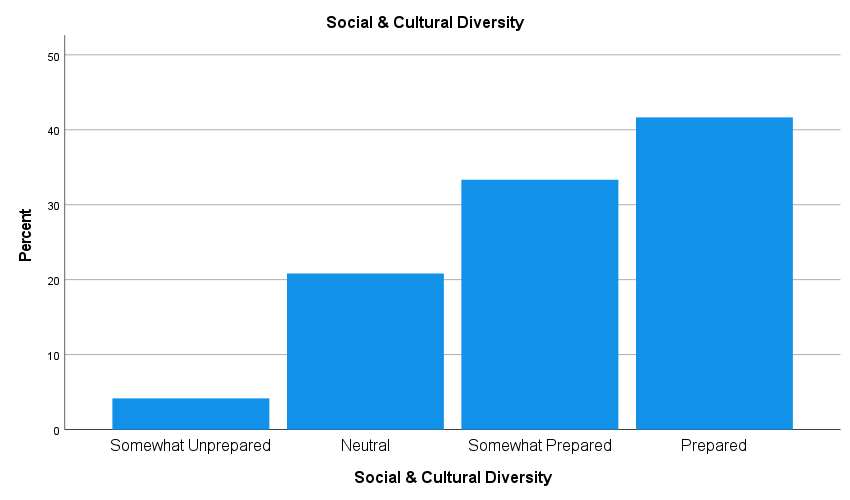 Social & Cultural Diversity
Percent
50
40
30
20
10
0
Somewhat Unprepared
Neutral
Somewhat Prepared
Prepared
Social & Cultural Diversity